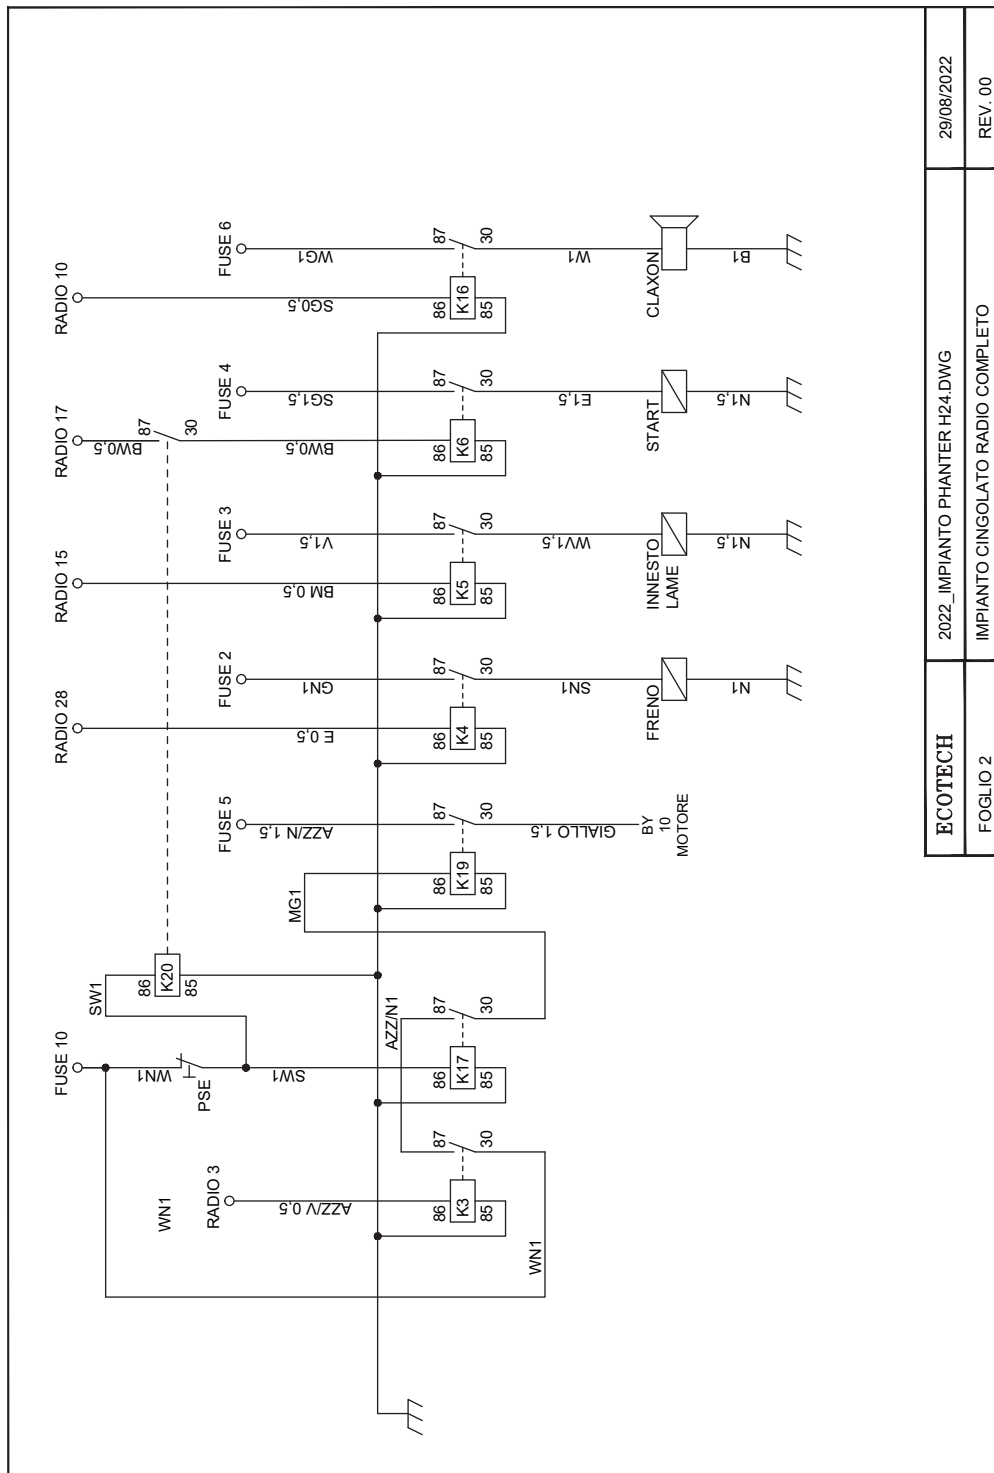 RADIO 10
FUSE 6
WG1
SG0,5
87
30
86
K16
85
W1
CLAXON
B1
RADIO 17
87
30
BW0,5
BW0,5
FUSE 4
SG1,5
87
30
86
K6
85
E1,5
START
N1,5
RADIO 15
FUSE 3
V1,5
BM 0,5
87
30
86
K5
85
WV1,5
INNESTO
LAME
N1,5
RADIO 28
FUSE 2
GN1
E 0,5
87
30
86
K4
85
SN1
FRENO
N1
FUSE 5
AZZ/N 1,5
87
30
86
K19
85
MG1
GIALLO 1,5
BY
10
MOTORE
86
K20
85
SW1
FUSE 10
WN1
PSE
SW1
AZZ/N1
87
30
86
K17
85
WN1
RADIO 3
AZZ/V 0,5
87
30
86
K3
85
WN1
ECOTECH
2022_IMPIANTO PHANTER H24.DWG
29/08/2022
FOGLIO 2
IMPIANTO CINGOLATO RADIO COMPLETO
REV. 00